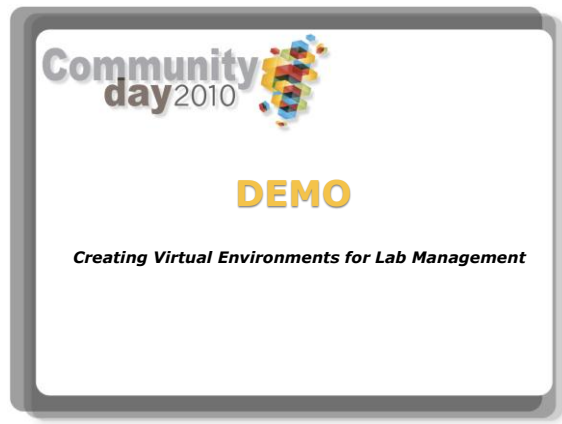 Community
day2010
DEMO
Creating Virtual Environments for Lab Management